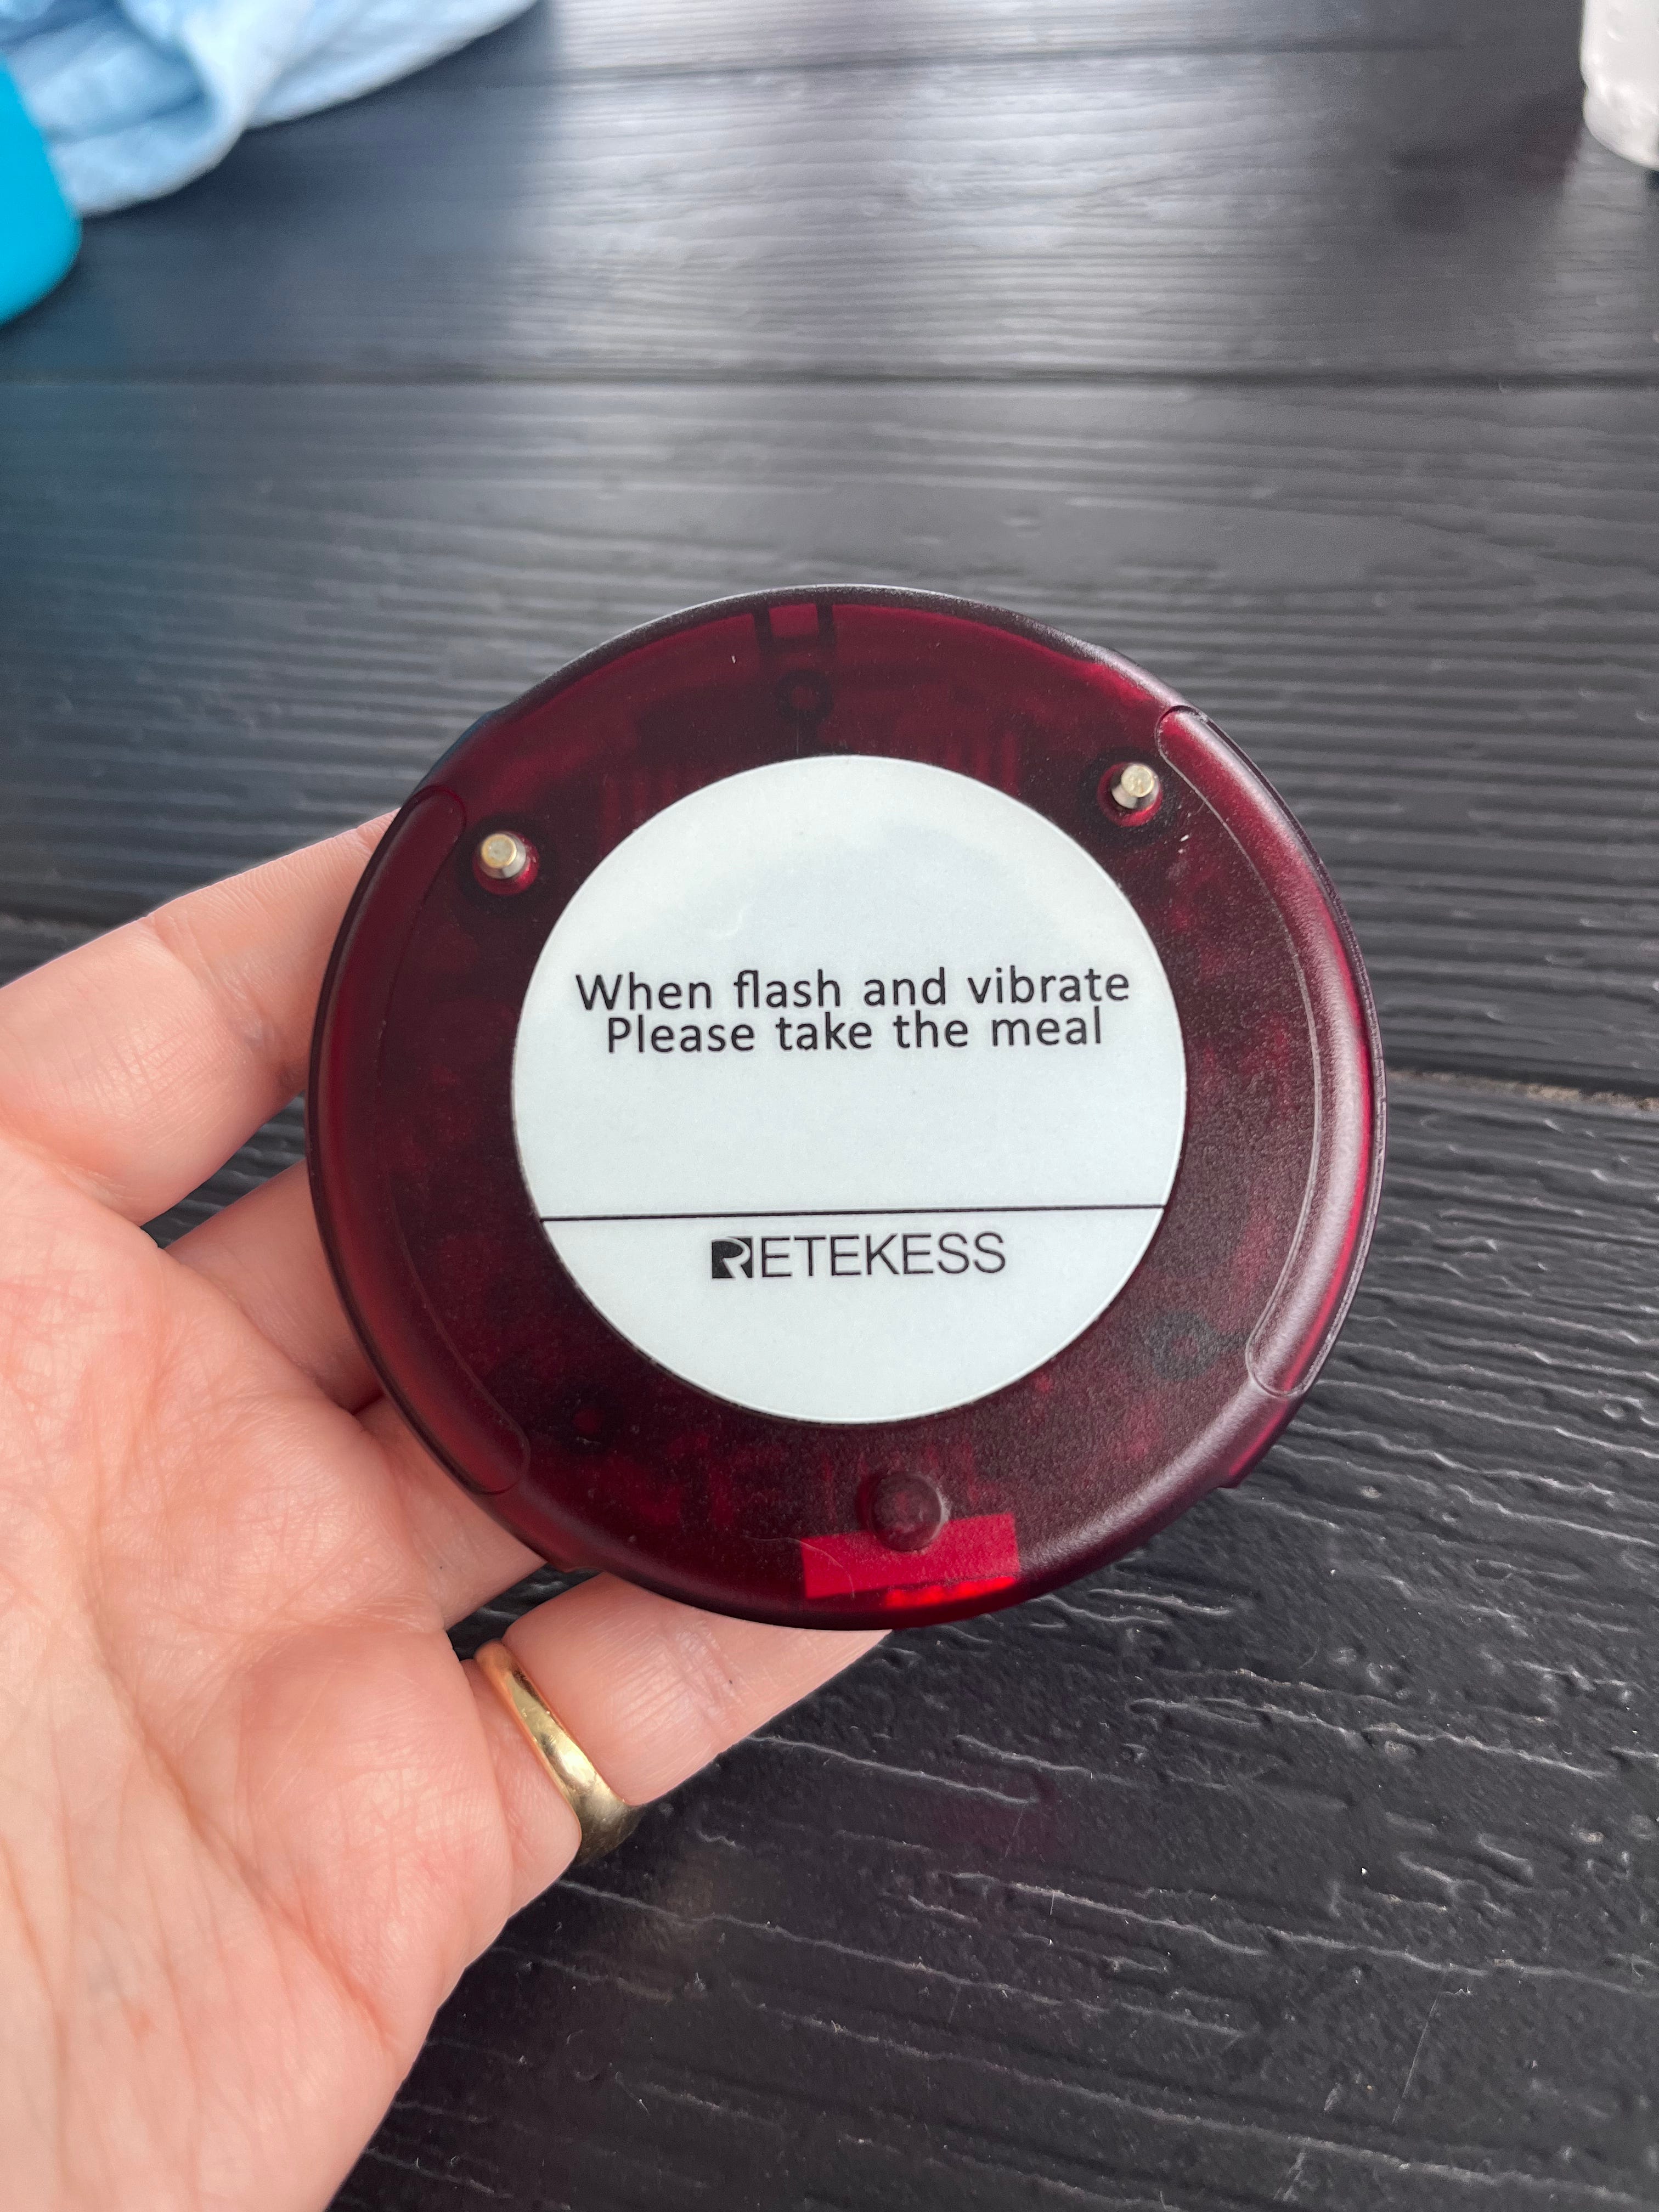 When flash and vibrate
Please take the meal
RETEKESS